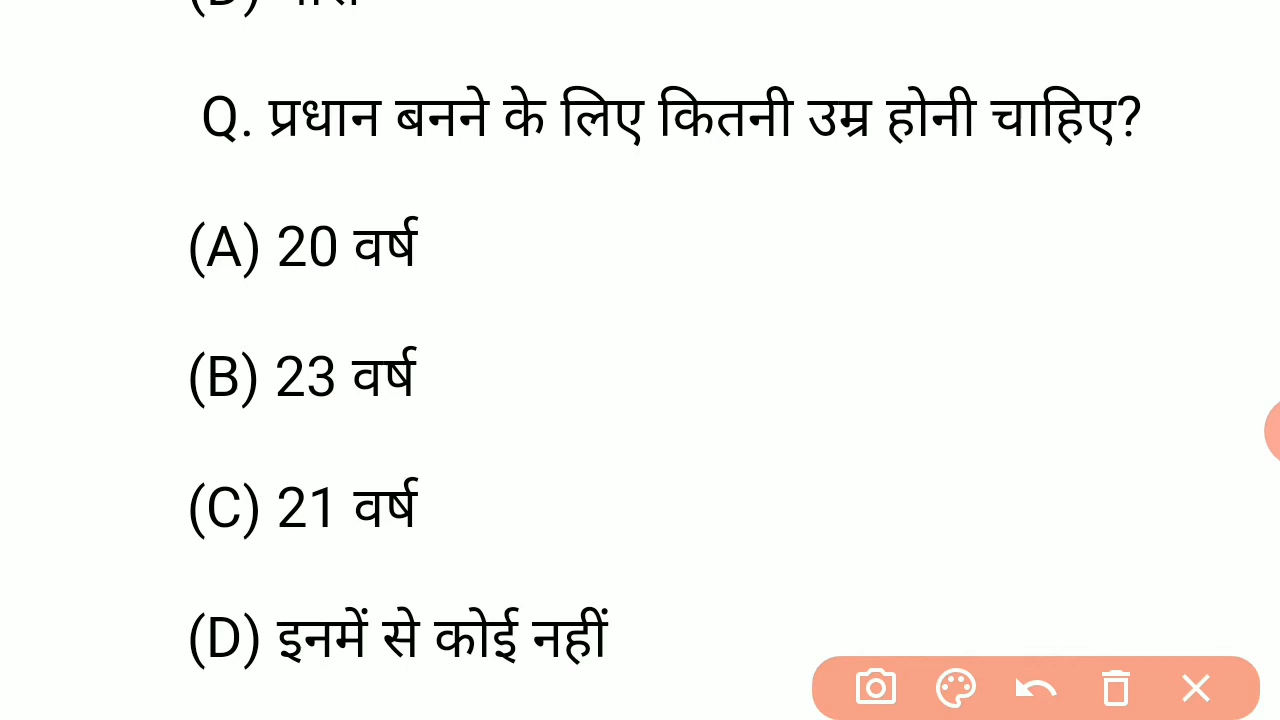 Q. प्रधान बनने के लिए कितनी उम्र होनी चाहिए?
(A) 20 वर्ष
(B) 23 वर्ष
(C) 21 वर्ष
(D) इनमें से कोई नहीं